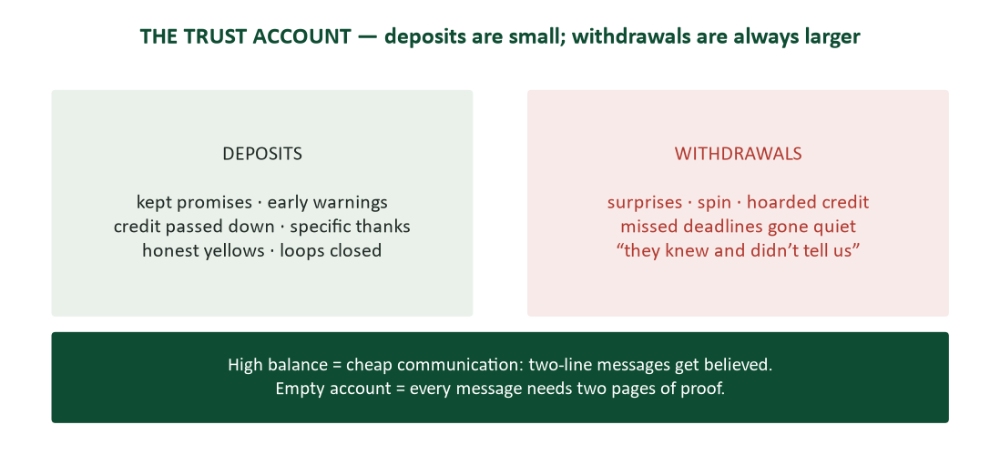 THE TRUST ACCOUNT — deposits are small; withdrawals are always larger
DEPOSITS
kept promises · early warnings
credit passed down · specific thanks
honest yellows · loops closed
WITHDRAWALS
surprises · spin · hoarded credit
missed deadlines gone quiet
“they knew and didn’t tell us”
High balance = cheap communication: two-line messages get believed.
Empty account = every message needs two pages of proof.